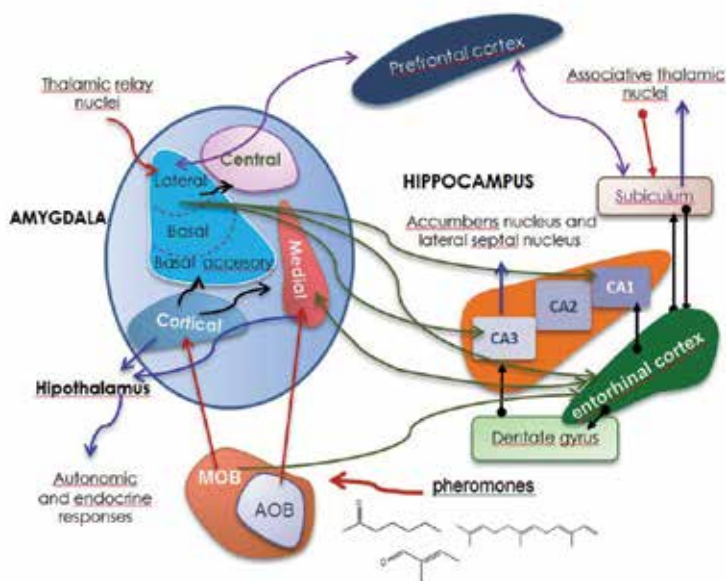 Prefrontal cortex
Thalamic relay
nuclei
Associative thalamic
nuclei
Central
Lateral
HIPPOCAMPUS
Subiculum
AMYGDALA
Accumbens nucleus and
lateral septal nucleus
Basal
Medial
Basal accesory
CA1
CA2
CA3
Cortical
entorhinal cortex
Hipothalamus
Dentate gyrus
MOB
pheromones
Autonomic
and endocrine
responses
AOB
O